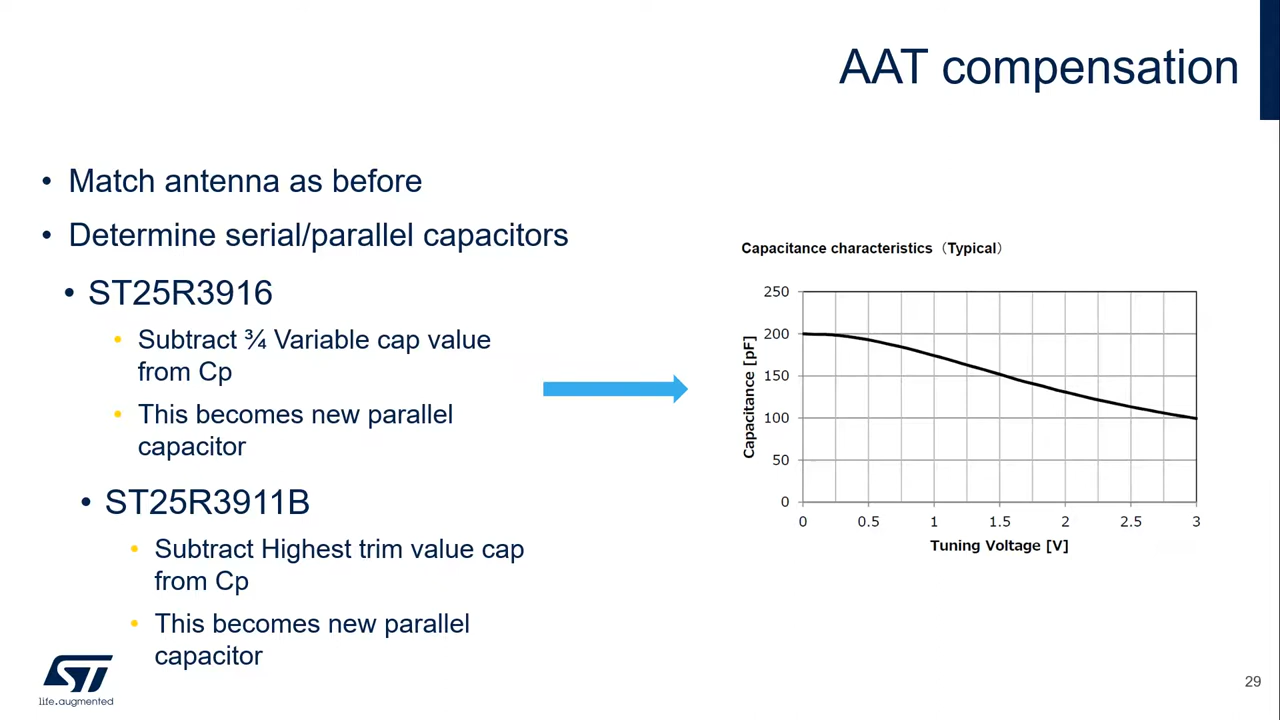 AAT compensation
• Match antenna as before
• Determine serial/parallel capacitors
• ST25R3916
• Subtract ¾ Variable cap value
from Cp
• This becomes new parallel
capacitor
• ST25R3911B
• Subtract Highest trim value cap
from Cp
• This becomes new parallel
capacitor
Capacitance characteristics（Typical）
Capacitance [pF]
250
200
150
100
50
0
0 0.5 1 1.5 2 2.5 3
Tuning Voltage [V]
ST
life.augmented
29